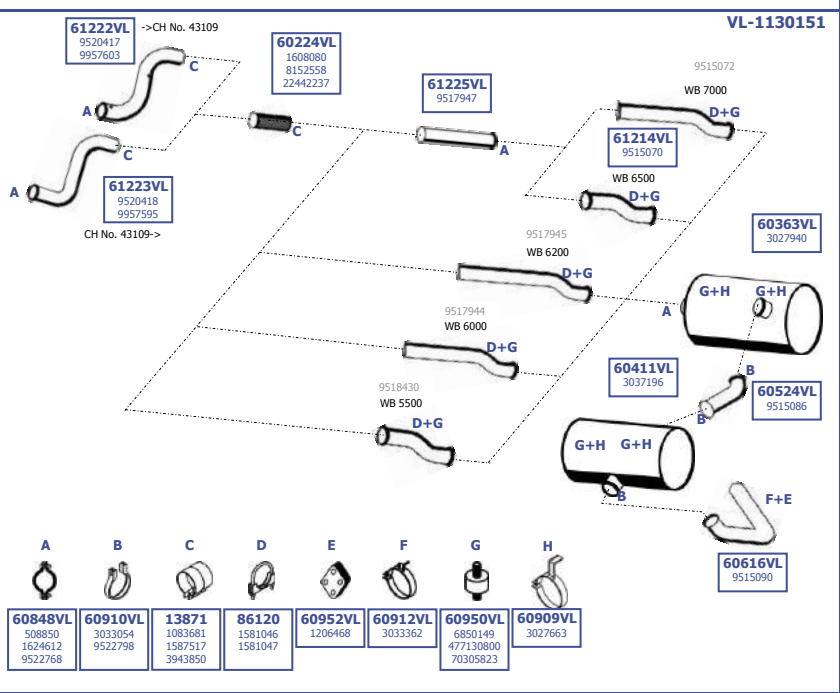 VL-1130151
61222VL
9520417
9957603
->CH No. 43109
C
A
60224VL
1608080
8152558
22442237
C
61225VL
9517947
A
9515072
WB 7000
D+G
61214VL
9515070
WB 6500
D+G
C
A
61223VL
9520418
9957595
CH No. 43109->
9517945
WB 6200
D+G
60363VL
3027940
G+H G+H
A
9517944
WB 6000
D+G
60411VL
3037196
B
60524VL
9515086
B
9518430
WB 5500
D+G
G+H G+H
B
F+E
60616VL
9515090
A B C D E F G H
60848VL
508850
1624612
9522768
60910VL
3033054
9522798
13871
1083681
1587517
3943850
86120
1581046
1581047
60952VL
1206468
60912VL
3033362
60950VL
6850149
477130800
70305823
60909VL
3027663